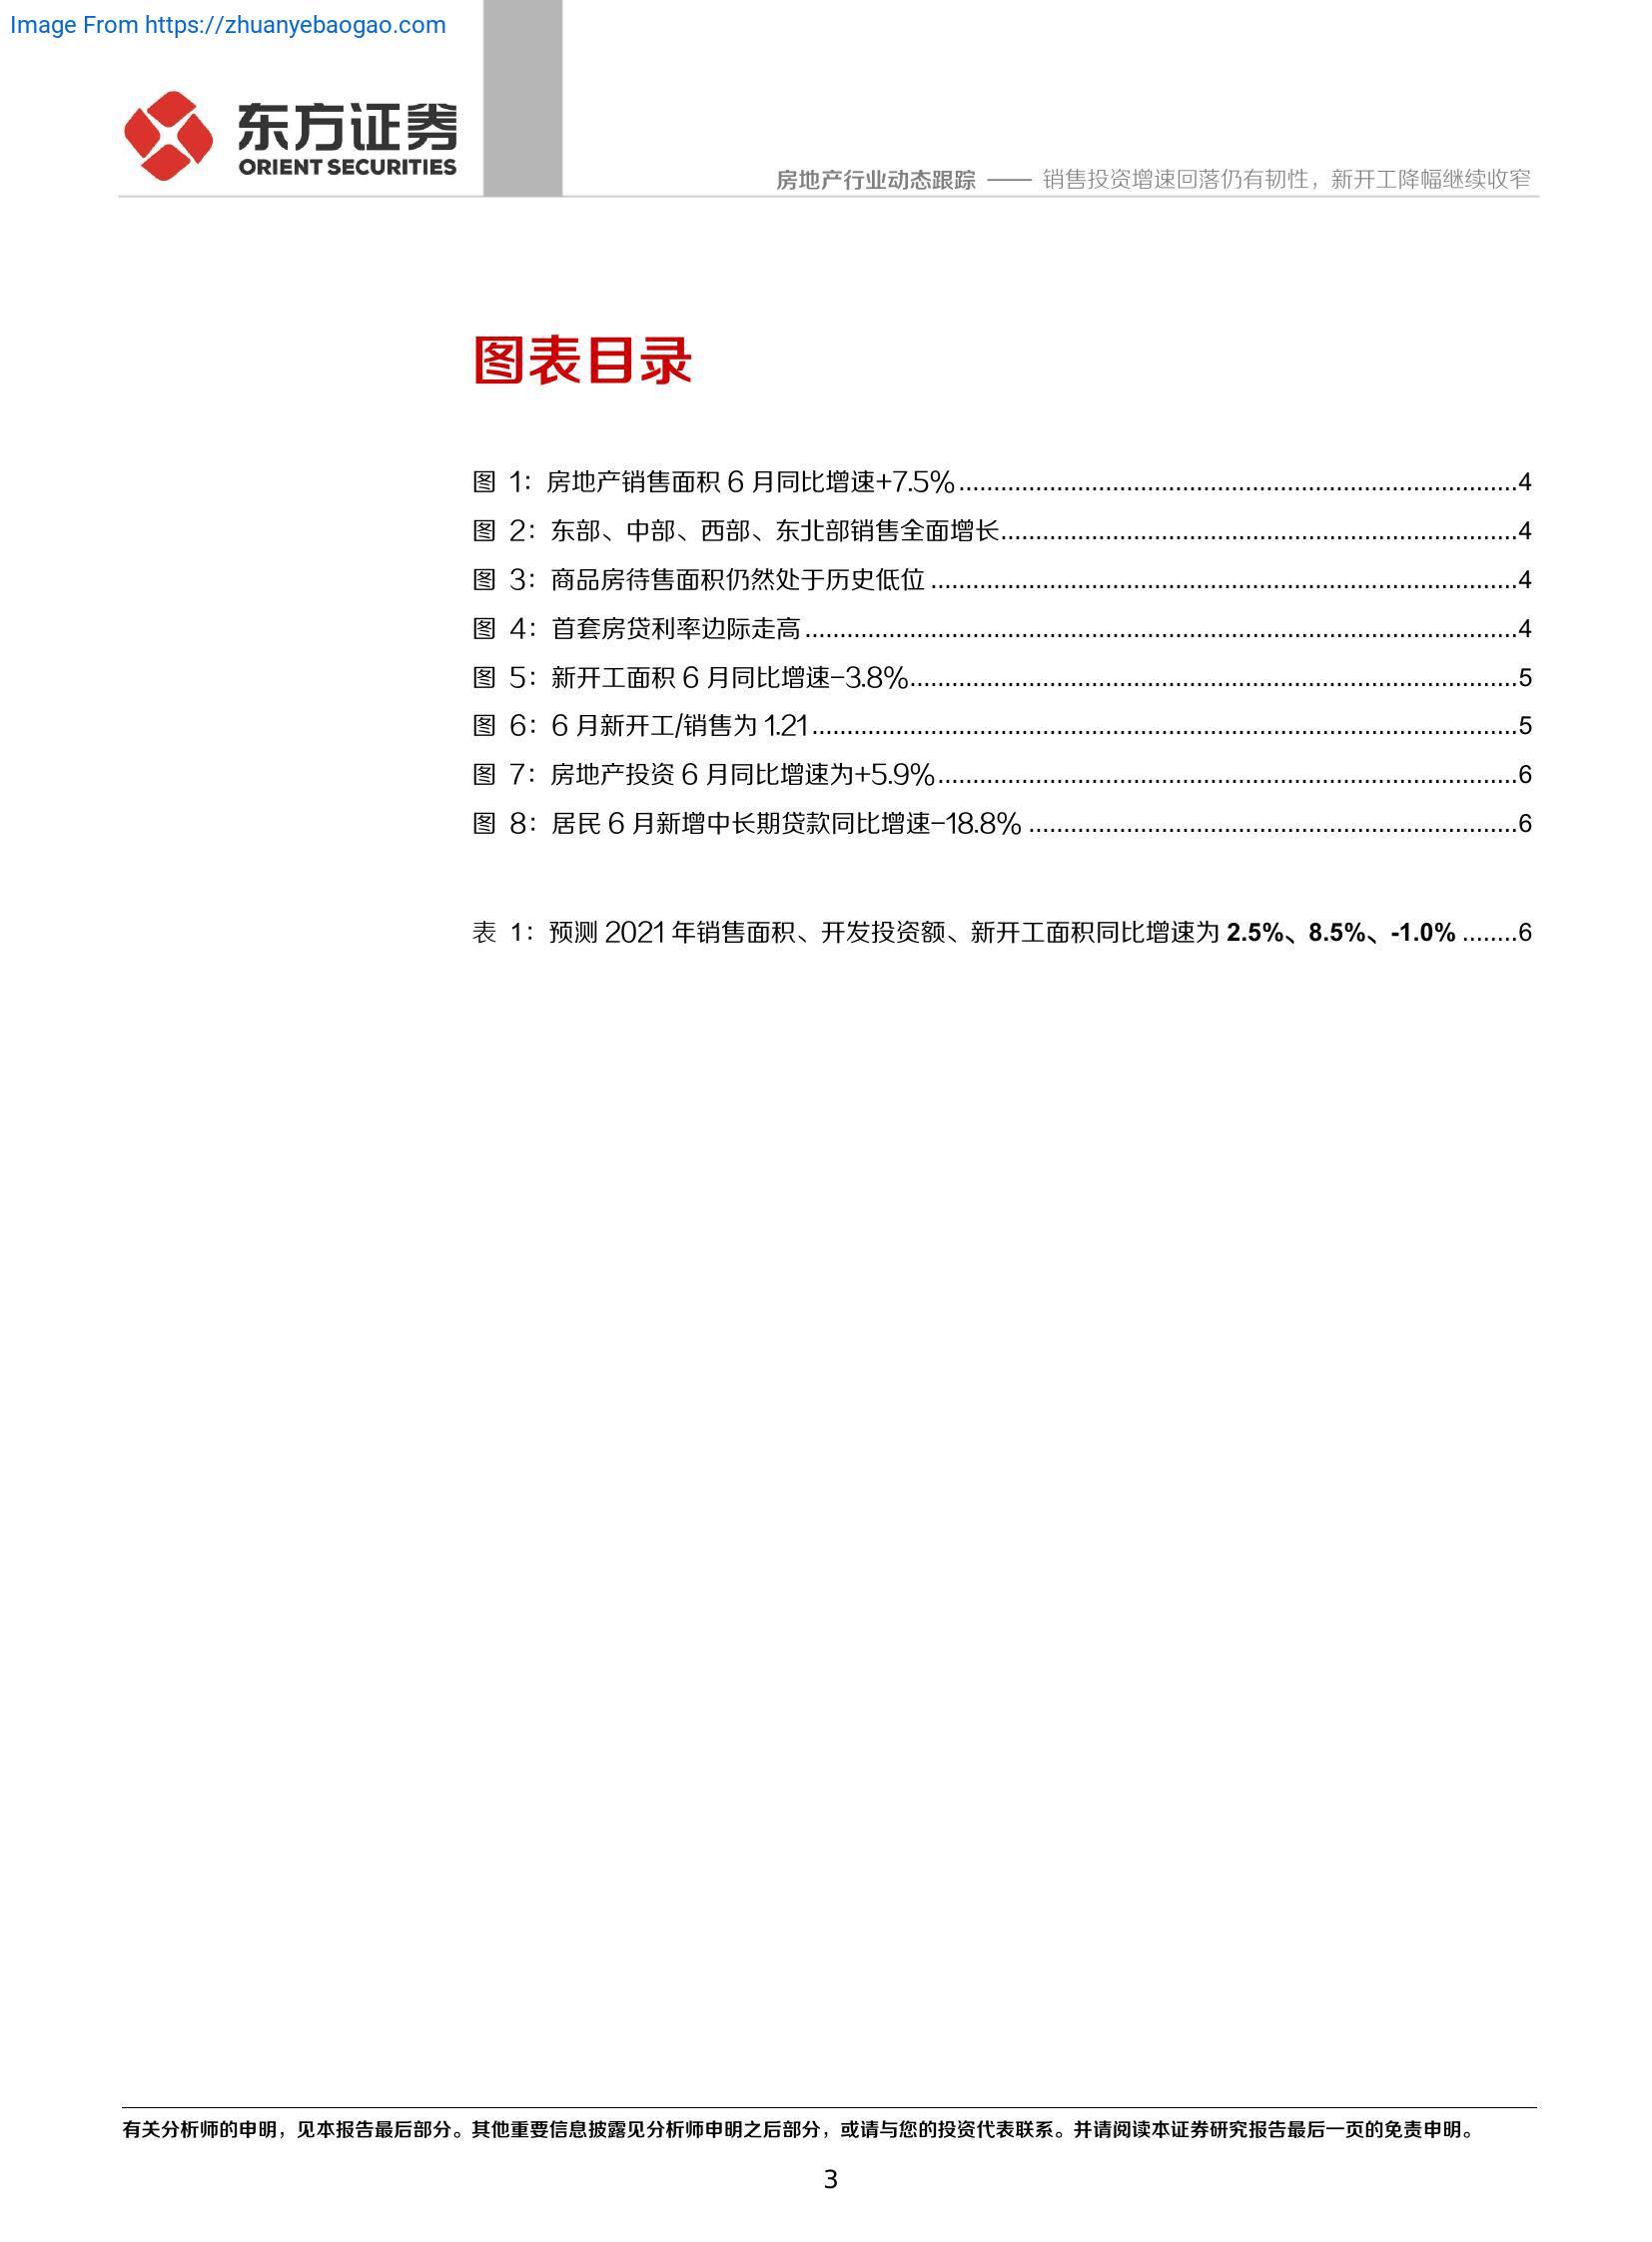 Image From https://zhuanyebaogao.com
东方证券
ORIENT SECURITIES
房地产行业动态跟踪 —— 销售投资增速回落仍有韧性，新开工降幅继续收窄
图表目录
图 1：房地产销售面积 6 月同比增速+7.5%........................................4
图 2：东部、中部、西部、东北部销售全面增长........................................4
图 3：商品房待售面积仍然处于历史低位........................................4
图 4：首套房贷利率边际走高........................................4
图 5：新开工面积 6 月同比增速-3.8%........................................5
图 6：6 月新开工/销售为 1.21........................................5
图 7：房地产投资 6 月同比增速为+5.9%........................................6
图 8：居民 6 月新增中长期贷款同比增速-18.8%........................................6
表 1：预测 2021 年销售面积、开发投资额、新开工面积同比增速为 2.5%、8.5%、-1.0%........6
有关分析师的申明，见本报告最后部分。其他重要信息披露见分析师申明之后部分，或请与您的投资代表联系。并请阅读本证券研究报告最后一页的免责申明。
3